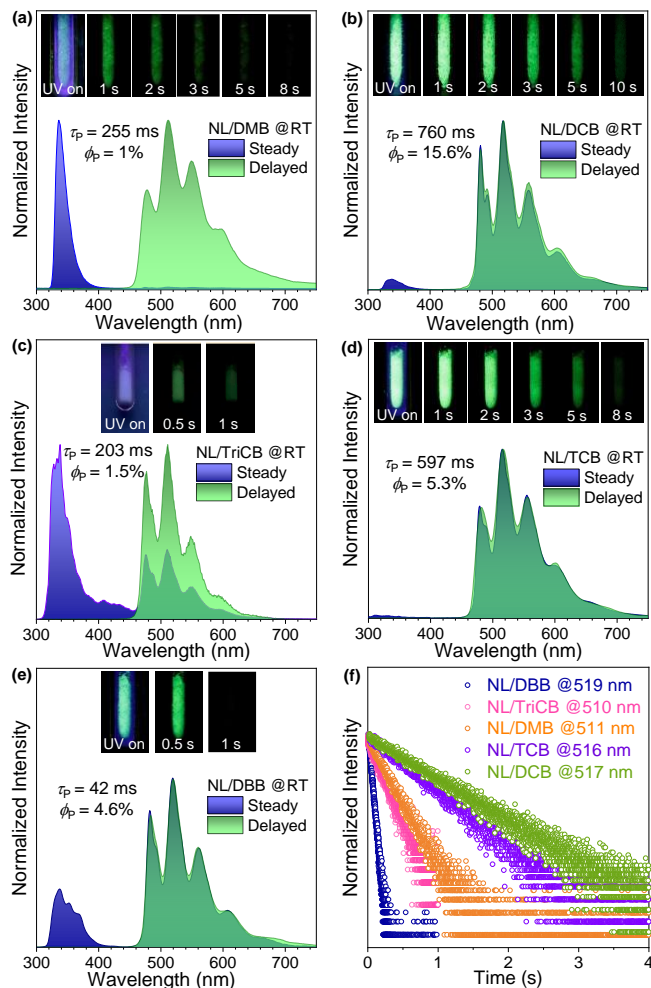 (a)
UV on 1 s 2 s 3 s 5 s 8 s
τP = 255 ms
ϕP = 1%
NL/DMB @RT
Steady
Delayed
Normalized Intensity
300 400 500 600 700
Wavelength (nm)
(b)
UV on 1 s 2 s 3 s 5 s 10 s
τP = 760 ms
ϕP = 15.6%
NL/DCB @RT
Steady
Delayed
Normalized Intensity
300 400 500 600 700
Wavelength (nm)
(c)
UV on 0.5 s 1 s
τP = 203 ms
ϕP = 1.5%
NL/TriCB @RT
Steady
Delayed
Normalized Intensity
300 400 500 600 700
Wavelength (nm)
(d)
UV on 1 s 2 s 3 s 5 s 8 s
τP = 597 ms
ϕP = 5.3%
NL/TCB @RT
Steady
Delayed
Normalized Intensity
300 400 500 600 700
Wavelength (nm)
(e)
UV on 0.5 s 1 s
τP = 42 ms
ϕP = 4.6%
NL/DBB @RT
Steady
Delayed
Normalized Intensity
300 400 500 600 700
Wavelength (nm)
(f)
NL/DBB @519 nm
NL/TriCB @510 nm
NL/DMB @511 nm
NL/TCB @516 nm
NL/DCB @517 nm
Normalized Intensity
0 1 2 3 4
Time (s)